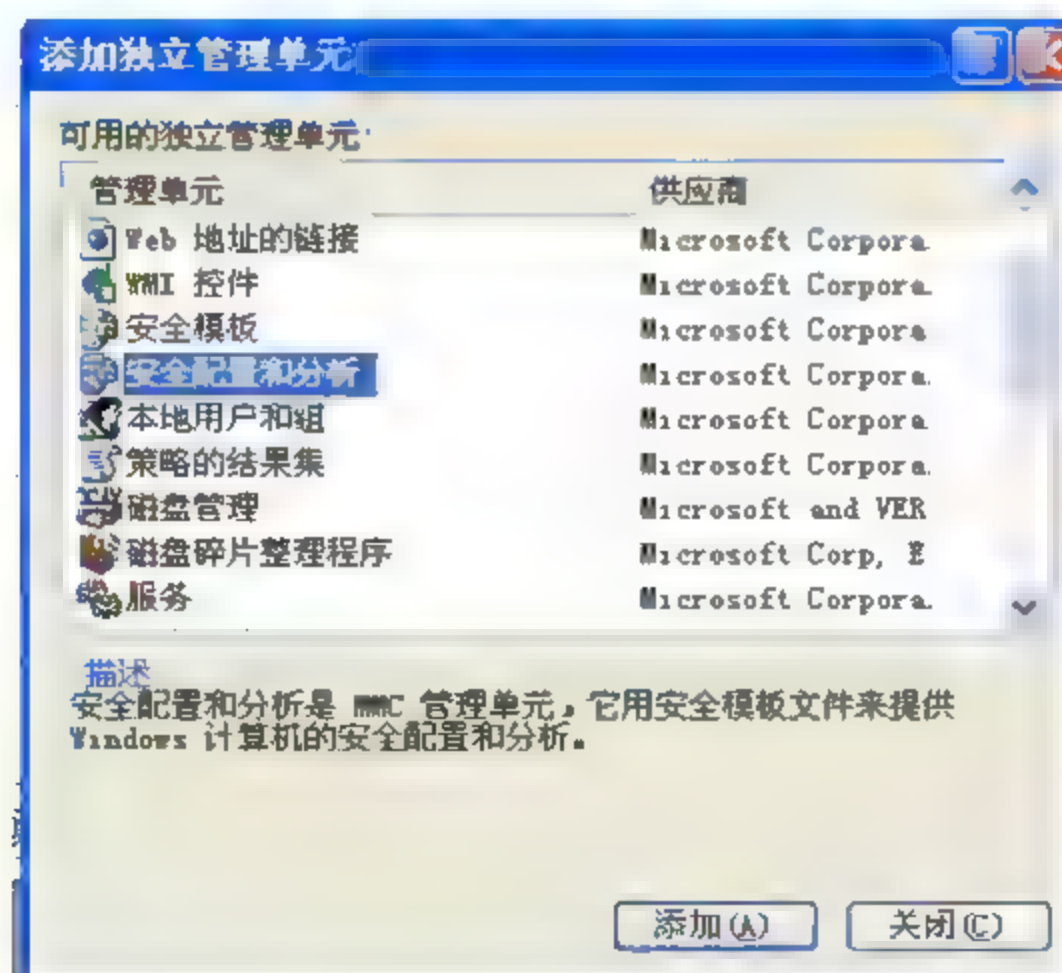 添加独立管理单元
可用的独立管理单元:
管理单元 供应商
Web 地址的链接 Microsoft Corpora.
WMI 控件 Microsoft Corpora.
安全模板 Microsoft Corpora
安全配置和分析 Microsoft Corpora.
本地用户和组 Microsoft Corpora
策略的结果集 Microsoft Corpora.
磁盘管理 Microsoft and VER
磁盘碎片整理程序 Microsoft Corp, E
服务 Microsoft Corpora.
描述
安全配置和分析是 MMC 管理单元，它用安全模板文件来提供
Windows 计算机的安全配置和分析。
添加(A) 关闭(C)